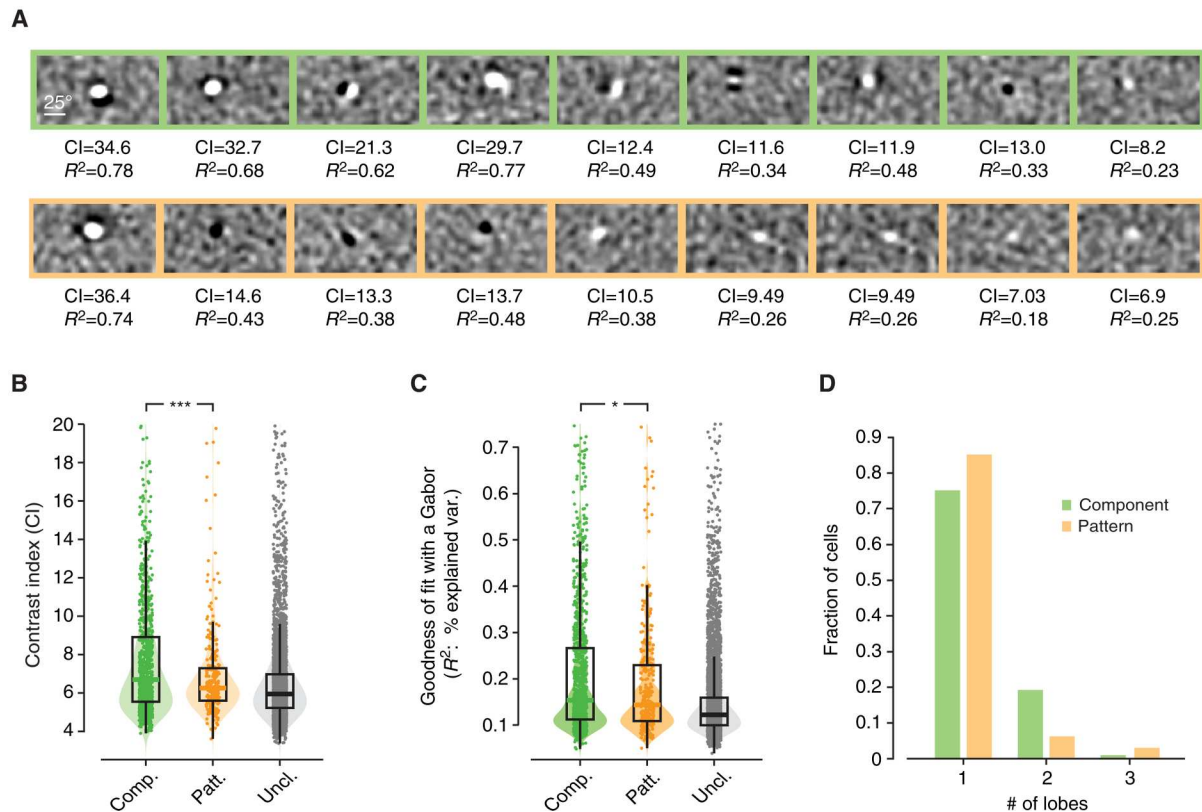 A
25°
CI=34.6 CI=32.7 CI=21.3 CI=29.7 CI=12.4 CI=11.6 CI=11.9 CI=13.0 CI=8.2
R²=0.78 R²=0.68 R²=0.62 R²=0.77 R²=0.49 R²=0.34 R²=0.48 R²=0.33 R²=0.23
CI=36.4 CI=14.6 CI=13.3 CI=13.7 CI=10.5 CI=9.49 CI=9.49 CI=7.03 CI=6.9
R²=0.74 R²=0.43 R²=0.38 R²=0.48 R²=0.38 R²=0.26 R²=0.26 R²=0.18 R²=0.25
B
***
Contrast index (CI)
20
18
16
14
12
10
8
6
4
Comp. Patt. Uncl.
C
*
Goodness of fit with a Gabor
(R²: % explained var.)
0.7
0.6
0.5
0.4
0.3
0.2
0.1
Comp. Patt. Uncl.
D
Fraction of cells
0.9
0.8
0.7
0.6
0.5
0.4
0.3
0.2
0.1
0
Component
Pattern
1 2 3
# of lobes